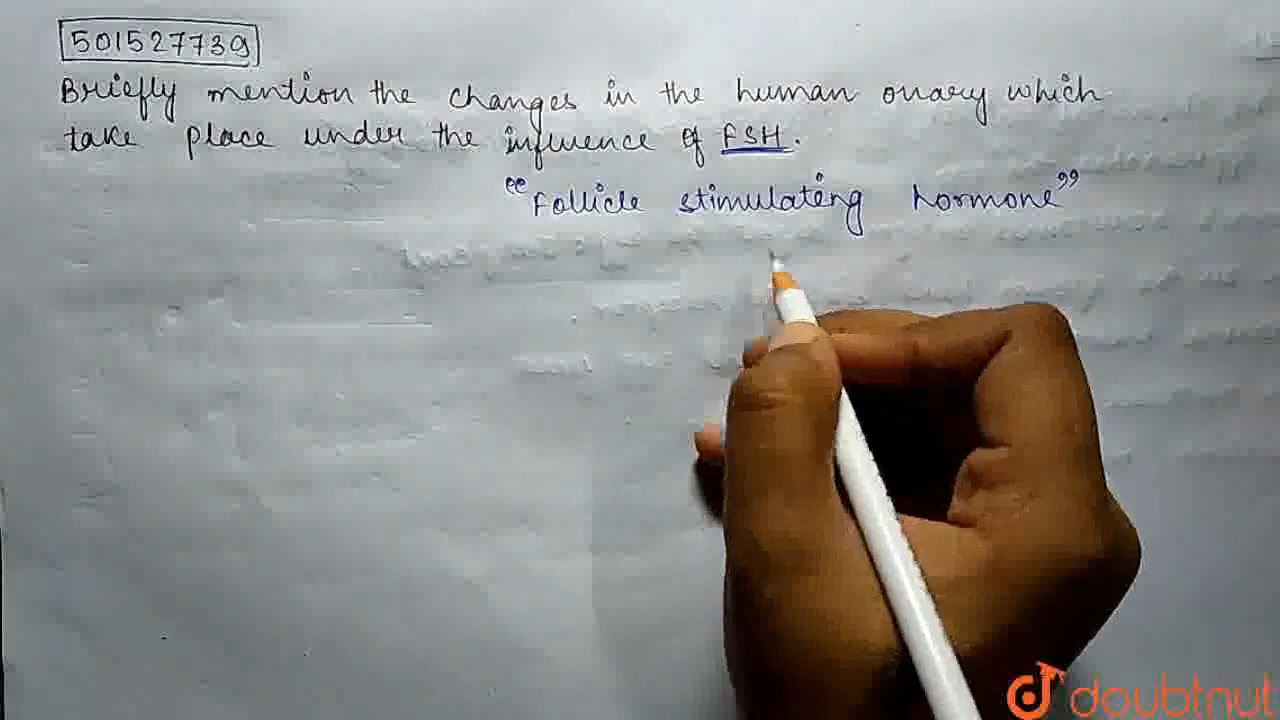 501527739
Briefly mention the changes in the human ovary which
take place under the influence of FSH.
"Follicle stimulating hormone"
doubtnut